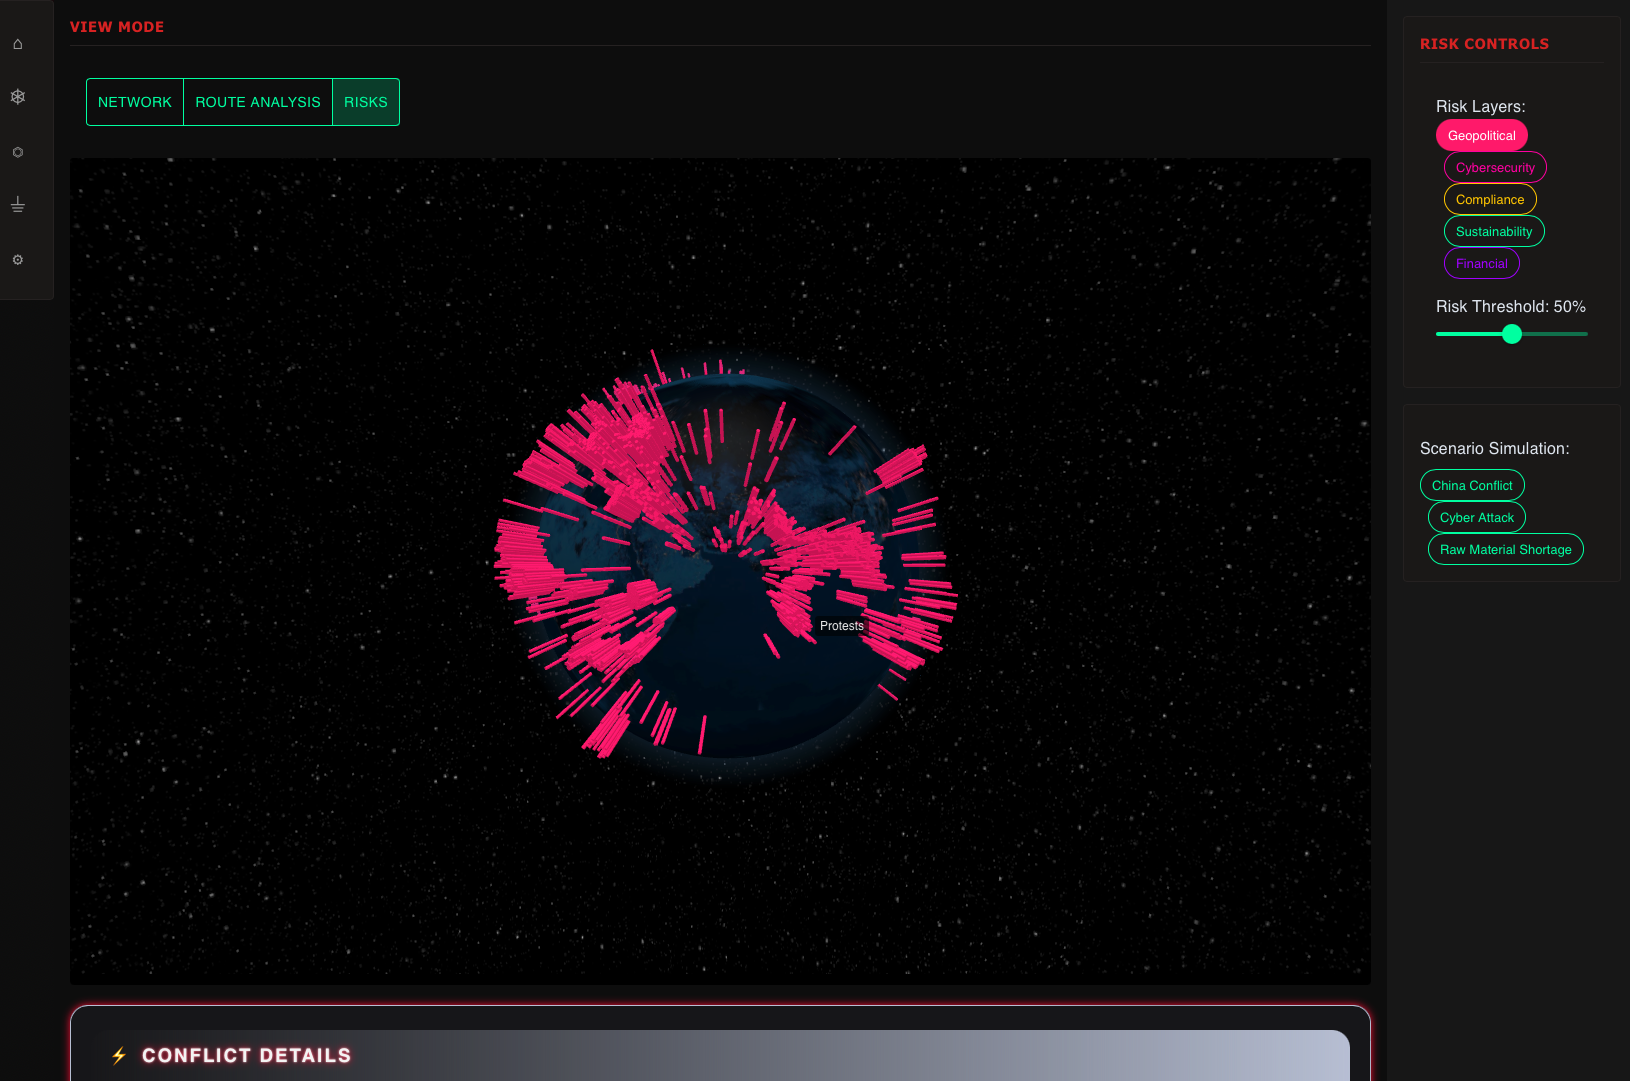 VIEW MODE
NETWORK
ROUTE ANALYSIS
RISKS
Protests
CONFLICT DETAILS
RISK CONTROLS
Risk Layers:
Geopolitical
Cybersecurity
Compliance
Sustainability
Financial
Risk Threshold: 50%
Scenario Simulation:
China Conflict
Cyber Attack
Raw Material Shortage